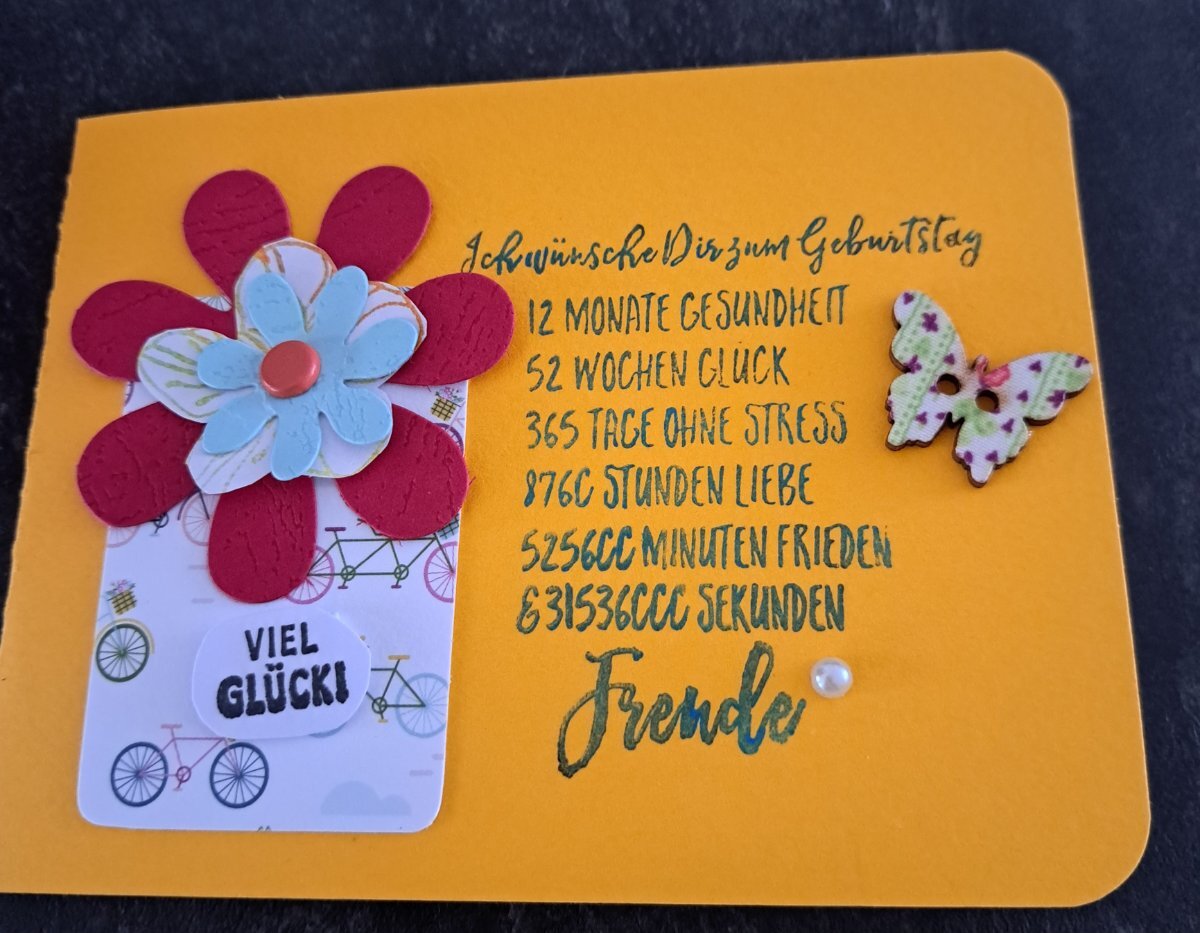 Ich wünsche Dir zum Geburtstag
12 MONATE GESUNDHEIT
52 WOCHEN GLÜCK
365 TAGE OHNE STRESS
8760 STUNDEN LIEBE
525600 MINUTEN FRIEDEN
& 31536000 SEKUNDEN
Freude
VIEL
GLÜCK!